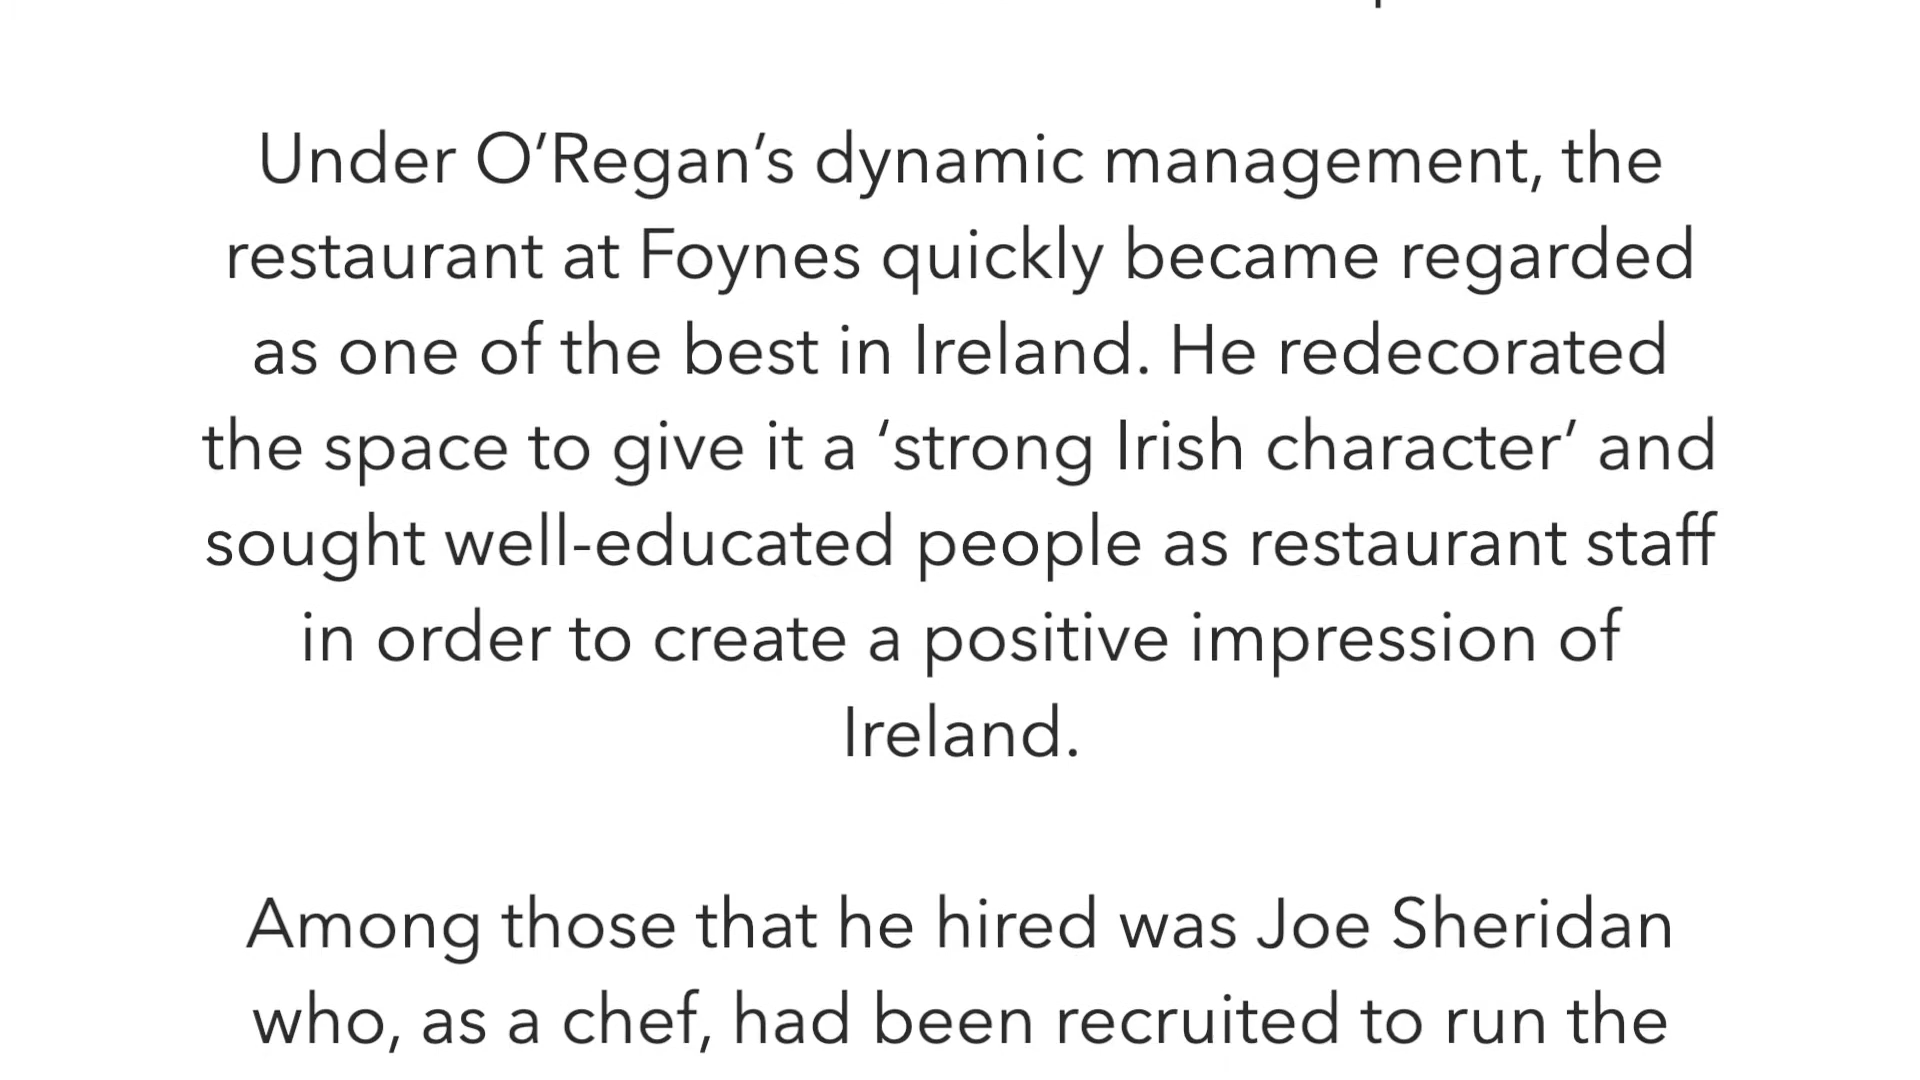 Under O’Regan’s dynamic management, the
restaurant at Foynes quickly became regarded
as one of the best in Ireland. He redecorated
the space to give it a ‘strong Irish character’ and
sought well-educated people as restaurant staff
in order to create a positive impression of
Ireland.
Among those that he hired was Joe Sheridan
who, as a chef, had been recruited to run the